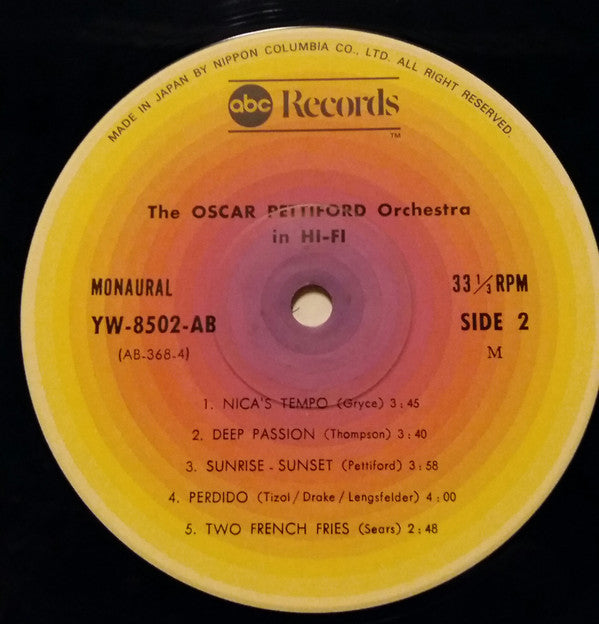 MADE IN JAPAN BY NIPPON COLUMBIA CO., LTD. ALL RIGHT RESERVED.
abc Records
TM
The OSCAR PETTIFORD Orchestra
in HI-FI
MONAURAL
33 1/3 RPM
YW-8502-AB
SIDE 2
(AB-368-4)
M
1. NICA'S TEMPO (Gryce) 3:45
2. DEEP PASSION (Thompson) 3:40
3. SUNRISE - SUNSET (Pettiford) 3:58
4. PERDIDO (Tizol/Drake/Lengsfelder) 4:00
5. TWO FRENCH FRIES (Sears) 2:48